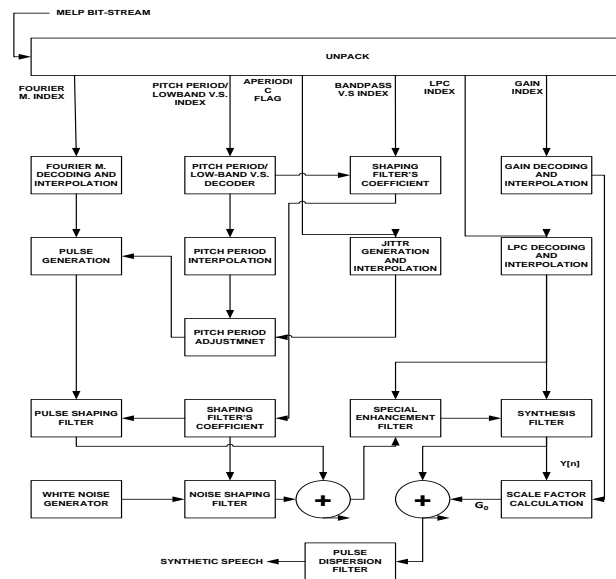 MELP BIT-STREAM
UNPACK
FOURIER
M. INDEX
PITCH PERIOD/
LOWBAND V.S.
INDEX
APERIODI
C
FLAG
BANDPASS
V.S INDEX
LPC
INDEX
GAIN
INDEX
FOURIER M.
DECODING AND
INTERPOLATION
PITCH PERIOD/
LOW-BAND V.S.
DECODER
SHAPING
FILTER'S
COEFFICIENT
GAIN DECODING
AND
INTERPOLATION
PULSE
GENERATION
PITCH PERIOD
INTERPOLATION
JITTR
GENERATION
AND
INTERPOLATION
LPC DECODING
AND
INTERPOLATION
PITCH PERIOD
ADJUSTMNET
PULSE SHAPING
FILTER
SHAPING
FILTER'S
COEFFICIENT
SPECIAL
ENHANCEMENT
FILTER
SYNTHESIS
FILTER
Y[n]
WHITE NOISE
GENERATOR
NOISE SHAPING
FILTER
+
+
G₀
SCALE FACTOR
CALCULATION
SYNTHETIC SPEECH
PULSE
DISPERSION
FILTER